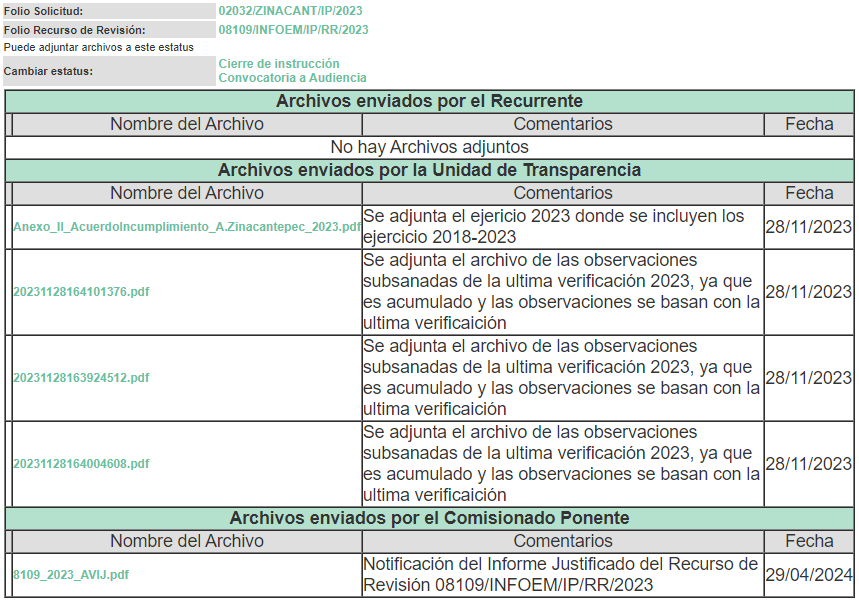 Folio Solicitud: 02032/ZINACANT/IP/2023
Folio Recurso de Revisión: 08109/INFOEM/IP/RR/2023
Puede adjuntar archivos a este estatus
Cambiar estatus: Cierre de instrucción
Convocatoria a Audiencia
Archivos enviados por el Recurrente
Nombre del Archivo Comentarios Fecha
No hay Archivos adjuntos
Archivos enviados por la Unidad de Transparencia
Nombre del Archivo Comentarios Fecha
Anexo_II_AcuerdoIncumplimiento_A.Zinacantepec_2023.pdf Se adjunta el ejericio 2023 donde se incluyen los
ejercicio 2018-2023 28/11/2023
20231128164101376.pdf Se adjunta el archivo de las observaciones
subsanadas de la ultima verificación 2023, ya que
es acumulado y las observaciones se basan con la
ultima verificaición 28/11/2023
20231128163924512.pdf Se adjunta el archivo de las observaciones
subsanadas de la ultima verificación 2023, ya que
es acumulado y las observaciones se basan con la
ultima verificaición 28/11/2023
20231128164004608.pdf Se adjunta el archivo de las observaciones
subsanadas de la ultima verificación 2023, ya que
es acumulado y las observaciones se basan con la
ultima verificaición 28/11/2023
Archivos enviados por el Comisionado Ponente
Nombre del Archivo Comentarios Fecha
8109_2023_AVIJ.pdf Notificación del Informe Justificado del Recurso de
Revisión 08109/INFOEM/IP/RR/2023 29/04/2024